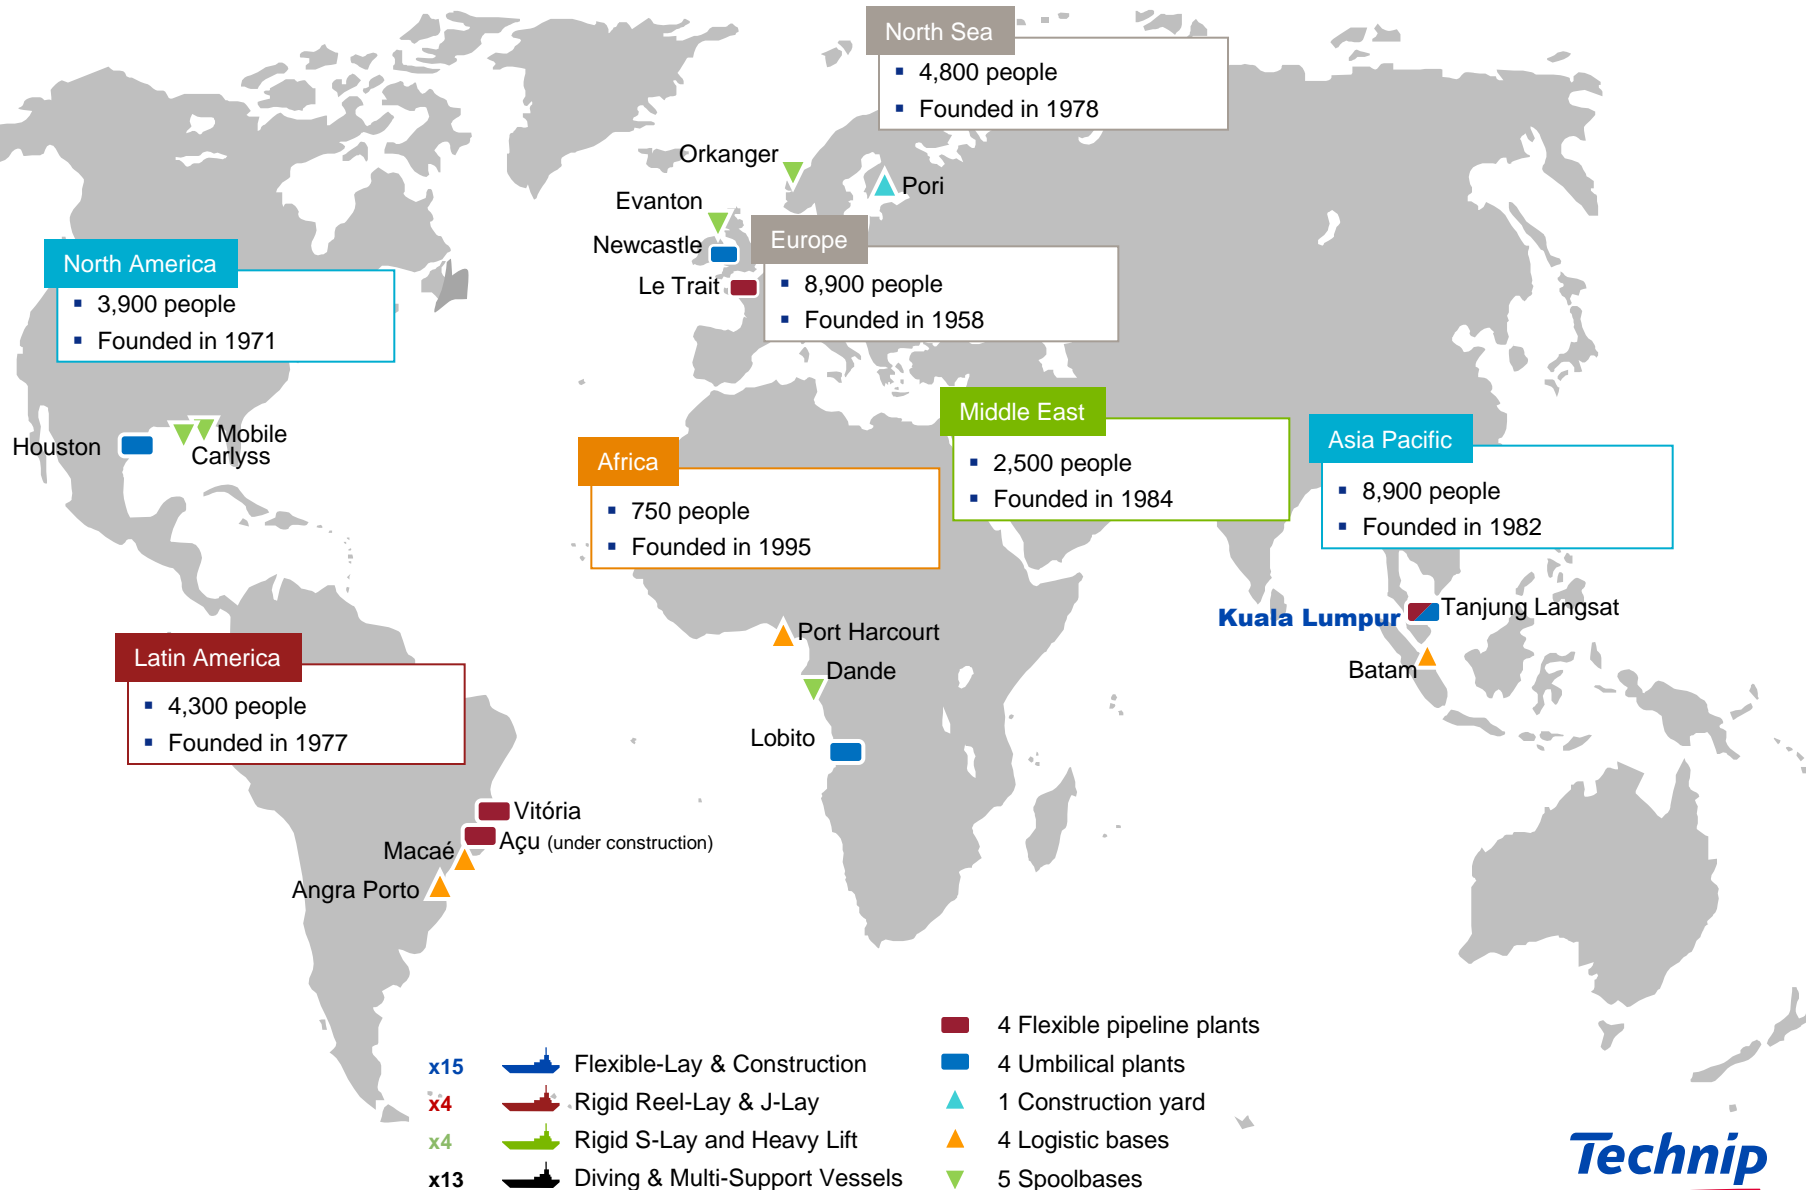 North Sea
4,800 people
Founded in 1978
Orkanger
Pori
Evanton
Newcastle
Le Trait
Europe
8,900 people
Founded in 1958
North America
3,900 people
Founded in 1971
Houston
Mobile
Carlyss
Middle East
2,500 people
Founded in 1984
Africa
750 people
Founded in 1995
Asia Pacific
8,900 people
Founded in 1982
Kuala Lumpur
Tanjung Langsat
Batam
Port Harcourt
Dande
Lobito
Latin America
4,300 people
Founded in 1977
Vitória
Açu (under construction)
Macaé
Angra Porto
x15 Flexible-Lay & Construction
x4 Rigid Reel-Lay & J-Lay
x4 Rigid S-Lay and Heavy Lift
x13 Diving & Multi-Support Vessels
4 Flexible pipeline plants
4 Umbilical plants
1 Construction yard
4 Logistic bases
5 Spoolbases
Technip